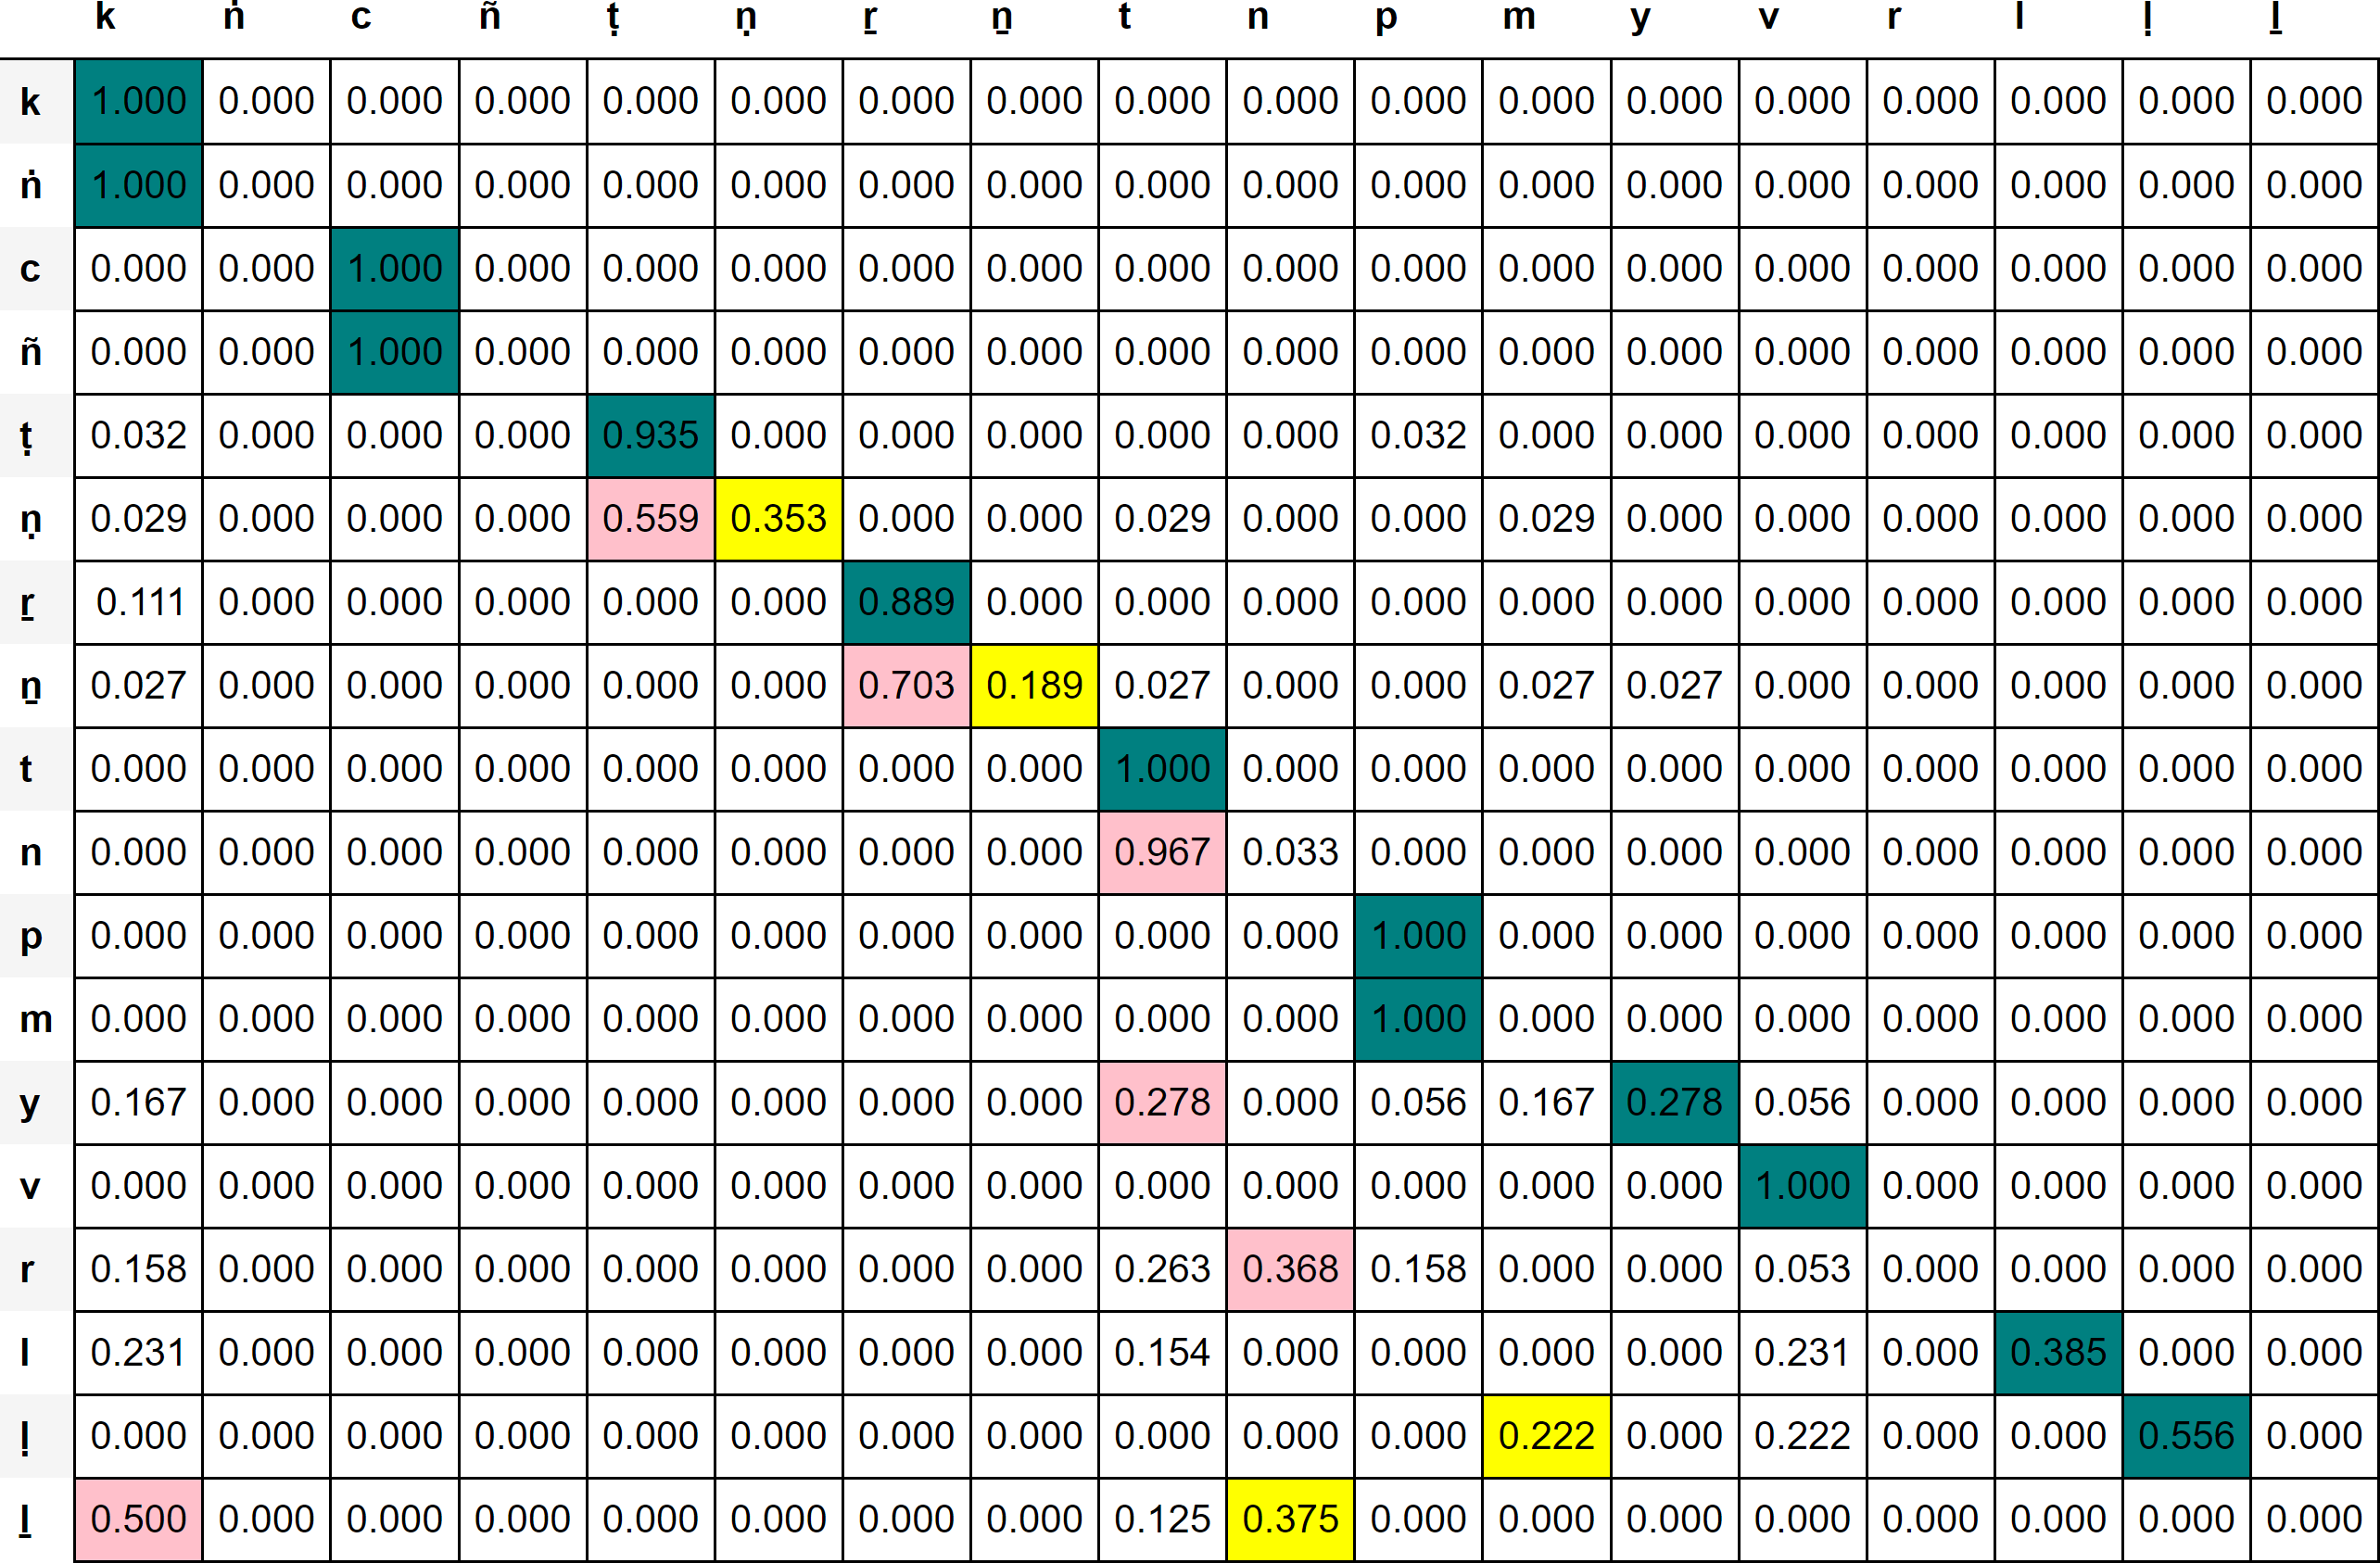 k ṅ c ñ ṭ ṇ ṟ ṉ t n p m y v r l ḷ ḻ
k 1.000 0.000 0.000 0.000 0.000 0.000 0.000 0.000 0.000 0.000 0.000 0.000 0.000 0.000 0.000 0.000 0.000 0.000
ṅ 1.000 0.000 0.000 0.000 0.000 0.000 0.000 0.000 0.000 0.000 0.000 0.000 0.000 0.000 0.000 0.000 0.000 0.000
c 0.000 0.000 1.000 0.000 0.000 0.000 0.000 0.000 0.000 0.000 0.000 0.000 0.000 0.000 0.000 0.000 0.000 0.000
ñ 0.000 0.000 1.000 0.000 0.000 0.000 0.000 0.000 0.000 0.000 0.000 0.000 0.000 0.000 0.000 0.000 0.000 0.000
ṭ 0.032 0.000 0.000 0.000 0.935 0.000 0.000 0.000 0.000 0.000 0.032 0.000 0.000 0.000 0.000 0.000 0.000 0.000
ṇ 0.029 0.000 0.000 0.000 0.559 0.353 0.000 0.000 0.029 0.000 0.000 0.029 0.000 0.000 0.000 0.000 0.000 0.000
ṟ 0.111 0.000 0.000 0.000 0.000 0.000 0.889 0.000 0.000 0.000 0.000 0.000 0.000 0.000 0.000 0.000 0.000 0.000
ṉ 0.027 0.000 0.000 0.000 0.000 0.000 0.703 0.189 0.027 0.000 0.000 0.027 0.027 0.000 0.000 0.000 0.000 0.000
t 0.000 0.000 0.000 0.000 0.000 0.000 0.000 0.000 1.000 0.000 0.000 0.000 0.000 0.000 0.000 0.000 0.000 0.000
n 0.000 0.000 0.000 0.000 0.000 0.000 0.000 0.000 0.967 0.033 0.000 0.000 0.000 0.000 0.000 0.000 0.000 0.000
p 0.000 0.000 0.000 0.000 0.000 0.000 0.000 0.000 0.000 0.000 1.000 0.000 0.000 0.000 0.000 0.000 0.000 0.000
m 0.000 0.000 0.000 0.000 0.000 0.000 0.000 0.000 0.000 0.000 1.000 0.000 0.000 0.000 0.000 0.000 0.000 0.000
y 0.167 0.000 0.000 0.000 0.000 0.000 0.000 0.000 0.278 0.000 0.056 0.167 0.278 0.056 0.000 0.000 0.000 0.000
v 0.000 0.000 0.000 0.000 0.000 0.000 0.000 0.000 0.000 0.000 0.000 0.000 0.000 1.000 0.000 0.000 0.000 0.000
r 0.158 0.000 0.000 0.000 0.000 0.000 0.000 0.000 0.263 0.368 0.158 0.000 0.000 0.053 0.000 0.000 0.000 0.000
l 0.231 0.000 0.000 0.000 0.000 0.000 0.000 0.000 0.154 0.000 0.000 0.000 0.000 0.231 0.000 0.385 0.000 0.000
ḷ 0.000 0.000 0.000 0.000 0.000 0.000 0.000 0.000 0.000 0.000 0.000 0.222 0.000 0.222 0.000 0.000 0.556 0.000
ḻ 0.500 0.000 0.000 0.000 0.000 0.000 0.000 0.000 0.125 0.375 0.000 0.000 0.000 0.000 0.000 0.000 0.000 0.000